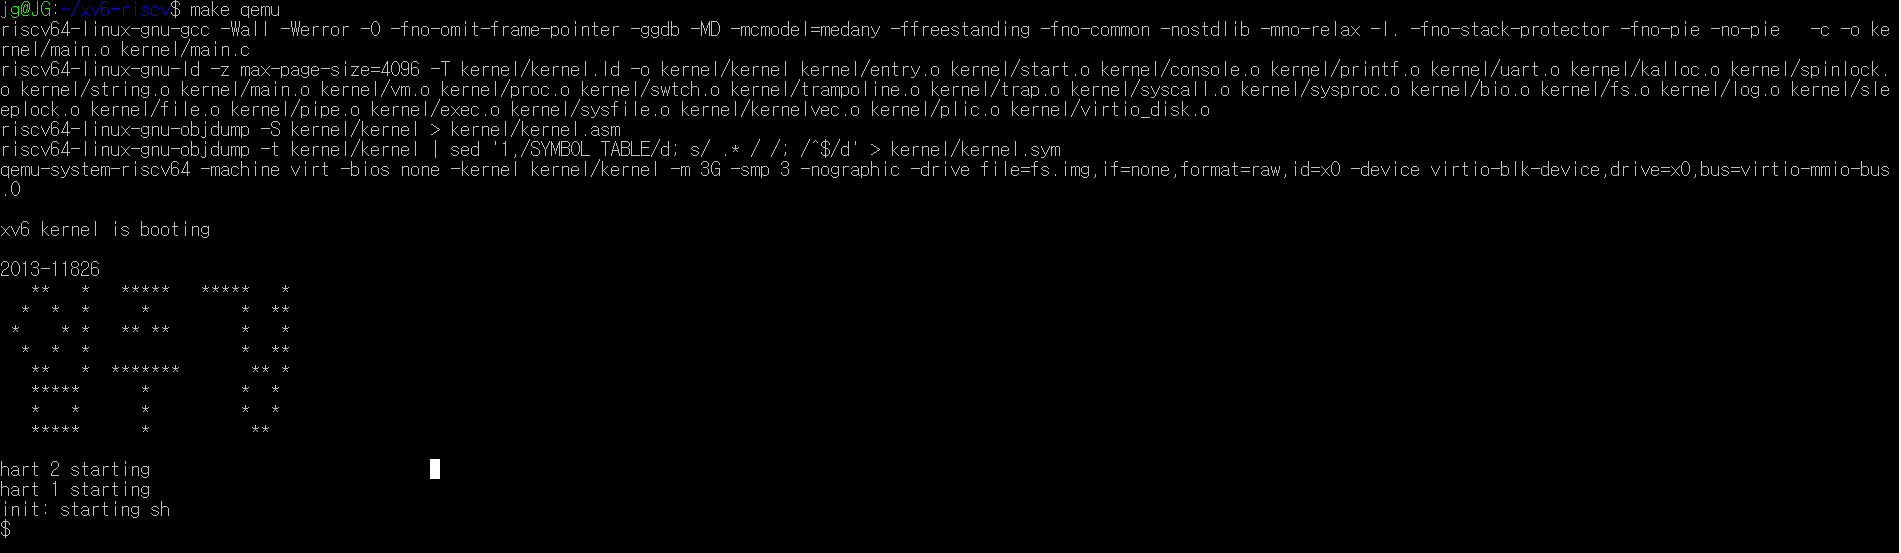 jg@JG:~/xv6-riscv$ make qemu
riscv64-linux-gnu-gcc -Wall -Werror -O -fno-omit-frame-pointer -ggdb -MD -mcmodel=medany -ffreestanding -fno-common -nostdlib -mno-relax -I. -fno-stack-protector -fno-pie -no-pie   -c -o ke
rnel/main.o kernel/main.c
riscv64-linux-gnu-ld -z max-page-size=4096 -T kernel/kernel.ld -o kernel/kernel kernel/entry.o kernel/start.o kernel/console.o kernel/printf.o kernel/uart.o kernel/kalloc.o kernel/spinlock.
o kernel/string.o kernel/main.o kernel/vm.o kernel/proc.o kernel/swtch.o kernel/trampoline.o kernel/trap.o kernel/syscall.o kernel/sysproc.o kernel/bio.o kernel/fs.o kernel/log.o kernel/sle
eplock.o kernel/file.o kernel/pipe.o kernel/exec.o kernel/sysfile.o kernel/kernelvec.o kernel/plic.o kernel/virtio_disk.o
riscv64-linux-gnu-objdump -S kernel/kernel > kernel/kernel.asm
riscv64-linux-gnu-objdump -t kernel/kernel | sed '1,/SYMBOL TABLE/d; s/ .* / /; /^$/d' > kernel/kernel.sym
qemu-system-riscv64 -machine virt -bios none -kernel kernel/kernel -m 3G -smp 3 -nographic -drive file=fs.img,if=none,format=raw,id=x0 -device virtio-blk-device,drive=x0,bus=virtio-mmio-bus
.0
xv6 kernel is booting
2013-11826
   **   *   *****   *****   *
  *  *  *     *         *  **
 *    * *   ** **       *   *
  *  *  *               *  **
   **   *  *******       ** *
   *****      *         *  *
   *   *      *         *  *
   *****      *          **
hart 2 starting
hart 1 starting
init: starting sh
$